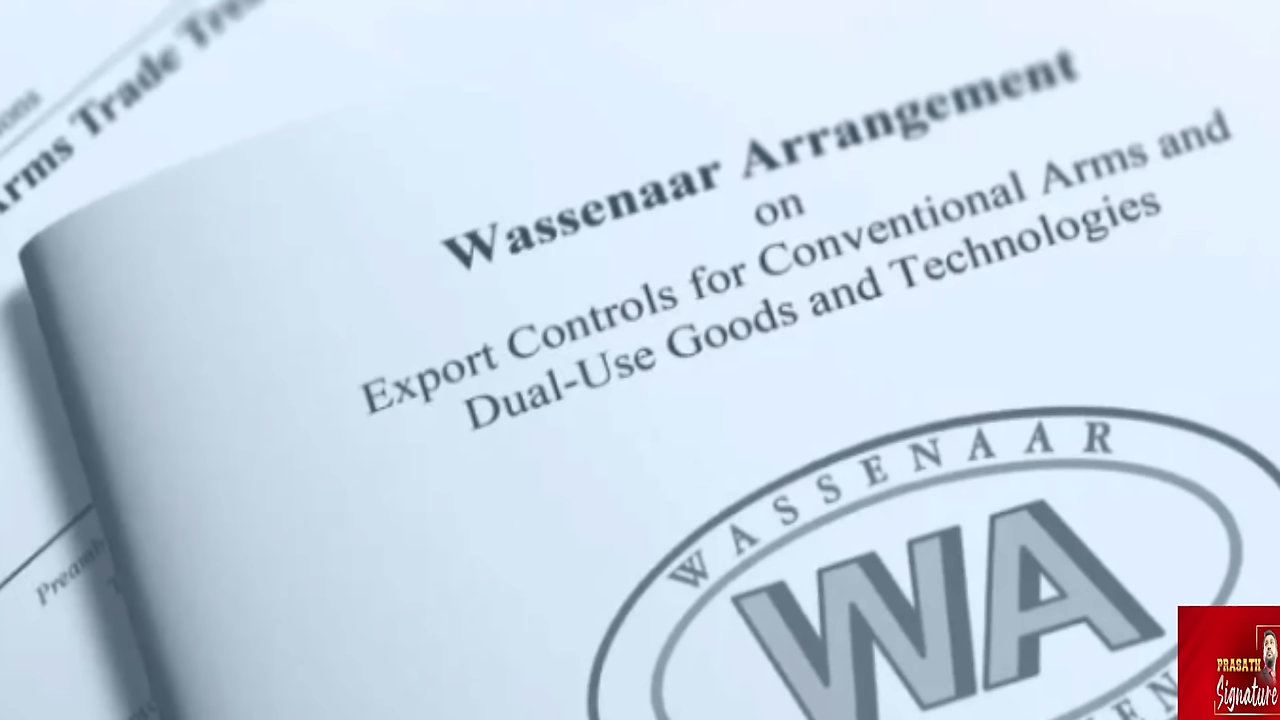 Arms Trade Trea
Wassenaar Arrangement
on
Export Controls for Conventional Arms and
Dual-Use Goods and Technologies
WASSENAAR
WA
Preamb
PRASATH
Signature